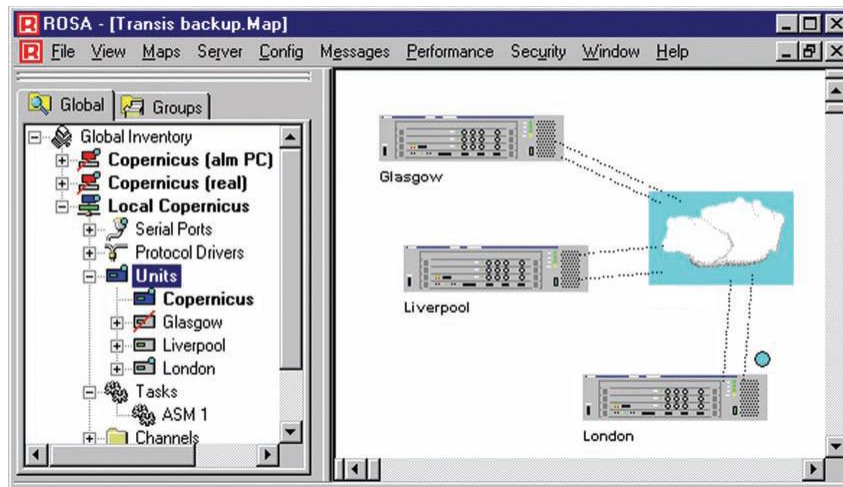 ROSA - [Transis backup.Map]
File View Maps Server Config Messages Performance Security Window Help
Global Groups
Global Inventory
Copernicus (alm PC)
Copernicus (real)
Local Copernicus
Serial Ports
Protocol Drivers
Units
Copernicus
Glasgow
Liverpool
London
Tasks
ASM 1
Channels
Glasgow
Liverpool
London